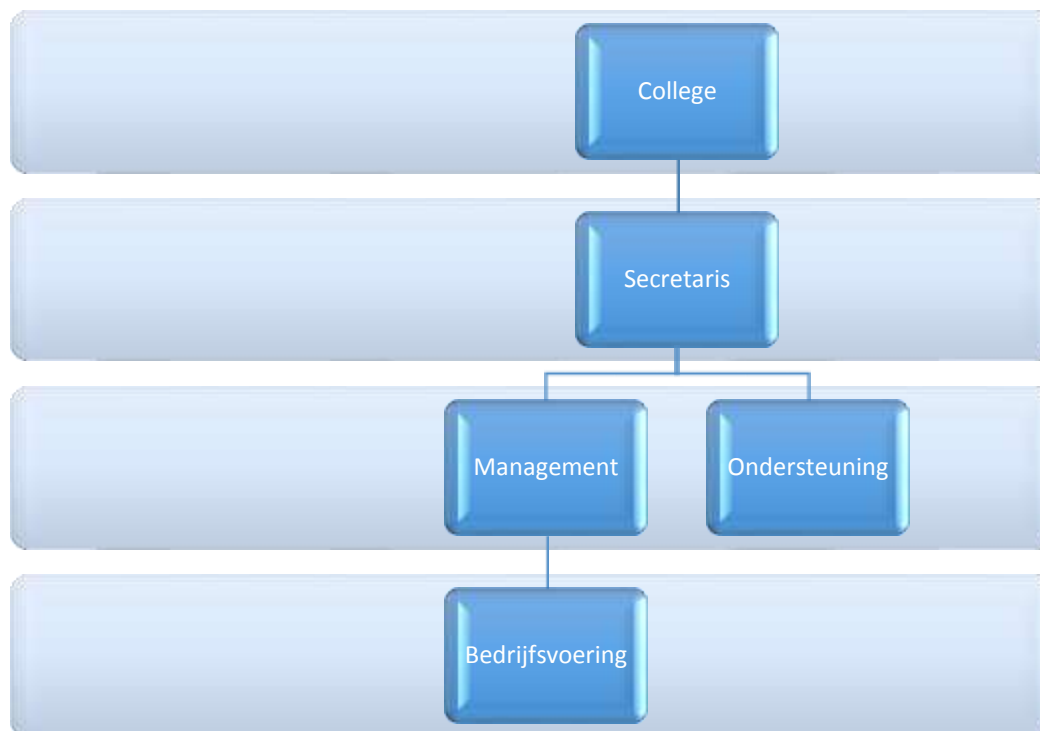 College
Secretaris
Management
Ondersteuning
Bedrijfsvoering